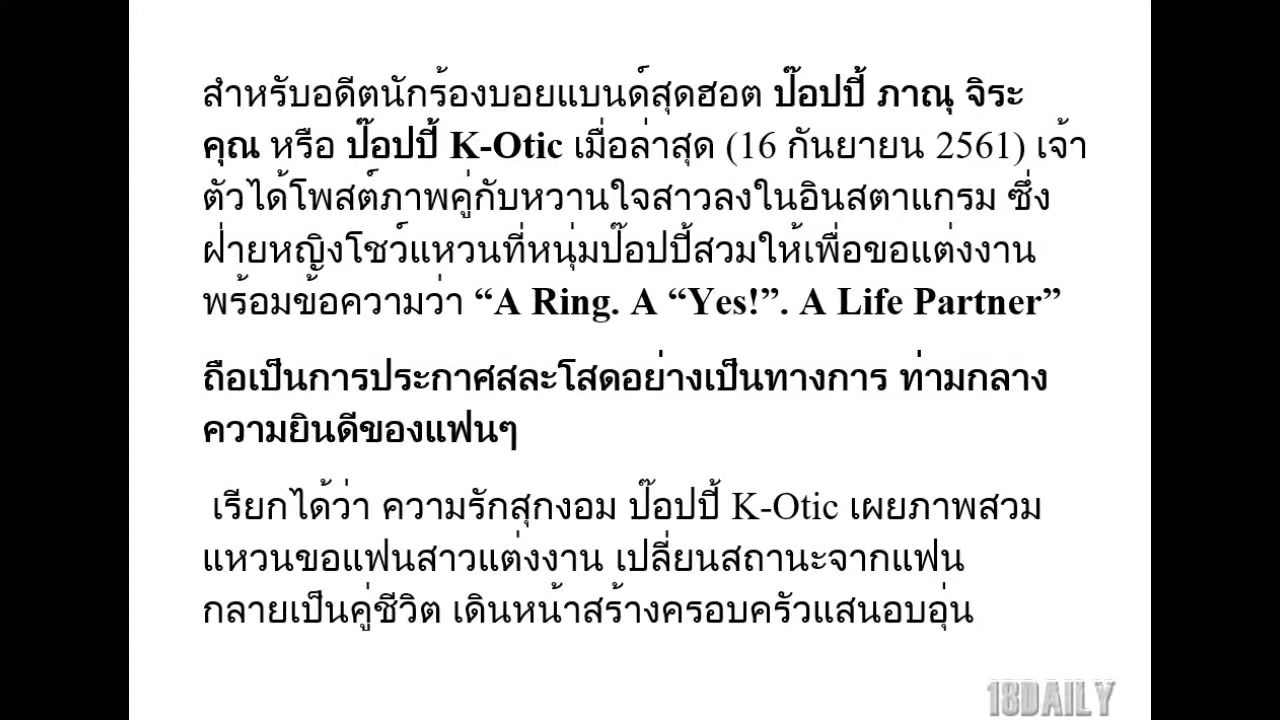 สำหรับอดีตนักร้องบอยแบนด์สุดฮอต ป๊อปปี้ ภาณุ จิระ
คุณ หรือ ป๊อปปี้ K-Otic เมื่อล่าสุด (16 กันยายน 2561) เจ้า
ตัวได้โพสต์ภาพคู่กับหวานใจสาวลงในอินสตาแกรม ซึ่ง
ฝ่ายหญิงโชว์แหวนที่หนุ่มป๊อปปี้สวมให้เพื่อขอแต่งงาน
พร้อมข้อความว่า “A Ring. A “Yes!”. A Life Partner”
ถือเป็นการประกาศสละโสดอย่างเป็นทางการ ท่ามกลาง
ความยินดีของแฟนๆ
เรียกได้ว่า ความรักสุกงอม ป๊อปปี้ K-Otic เผยภาพสวม
แหวนขอแฟนสาวแต่งงาน เปลี่ยนสถานะจากแฟน
กลายเป็นคู่ชีวิต เดินหน้าสร้างครอบครัวแสนอบอุ่น
18DAILY